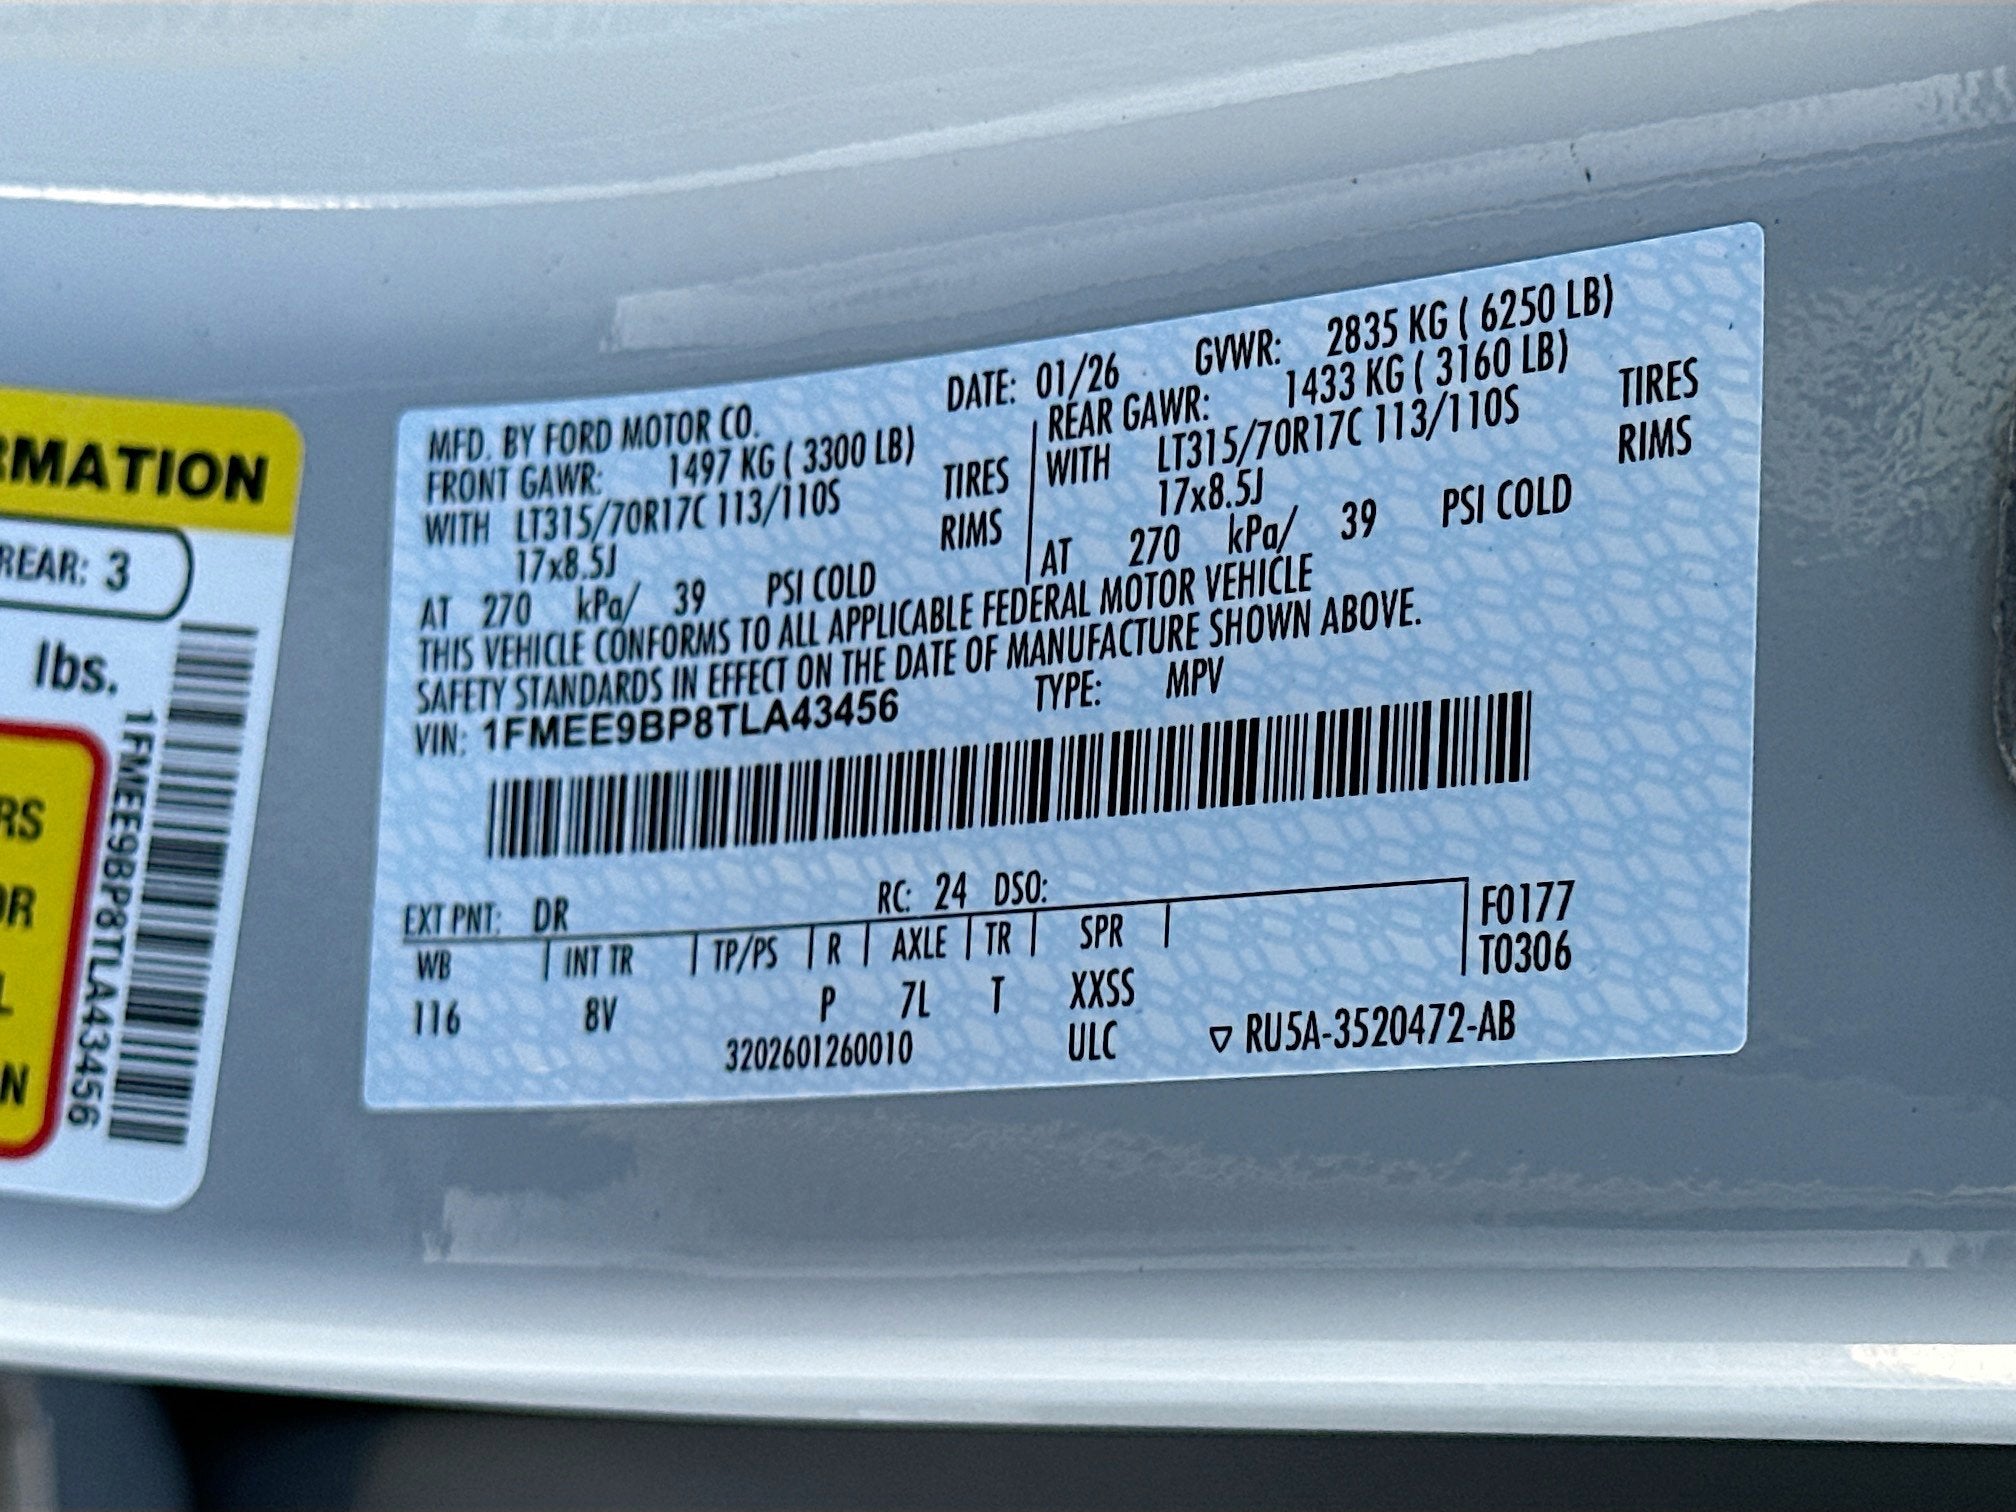 RMATION
REAR: 3
lbs.
RS
OR
L
N
1FMEE9BP8TLA43456
MFD. BY FORD MOTOR CO.
DATE: 01/26 GVWR: 2835 KG ( 6250 LB)
FRONT GAWR: 1497 KG ( 3300 LB)
WITH LT315/70R17C 113/110S TIRES
17x8.5J RIMS
AT 270 kPa/ 39 PSI COLD
REAR GAWR: 1433 KG ( 3160 LB)
WITH LT315/70R17C 113/110S TIRES
17x8.5J RIMS
AT 270 kPa/ 39 PSI COLD
THIS VEHICLE CONFORMS TO ALL APPLICABLE FEDERAL MOTOR VEHICLE
SAFETY STANDARDS IN EFFECT ON THE DATE OF MANUFACTURE SHOWN ABOVE.
VIN: 1FMEE9BP8TLA43456 TYPE: MPV
EXT PNT: DR RC: 24 DSO:
WB | INT TR | TP/PS | R | AXLE | TR | SPR |
F0177
T0306
116 8V P 7L T XXSS
3202601260010 ULC ▽ RU5A-3520472-AB